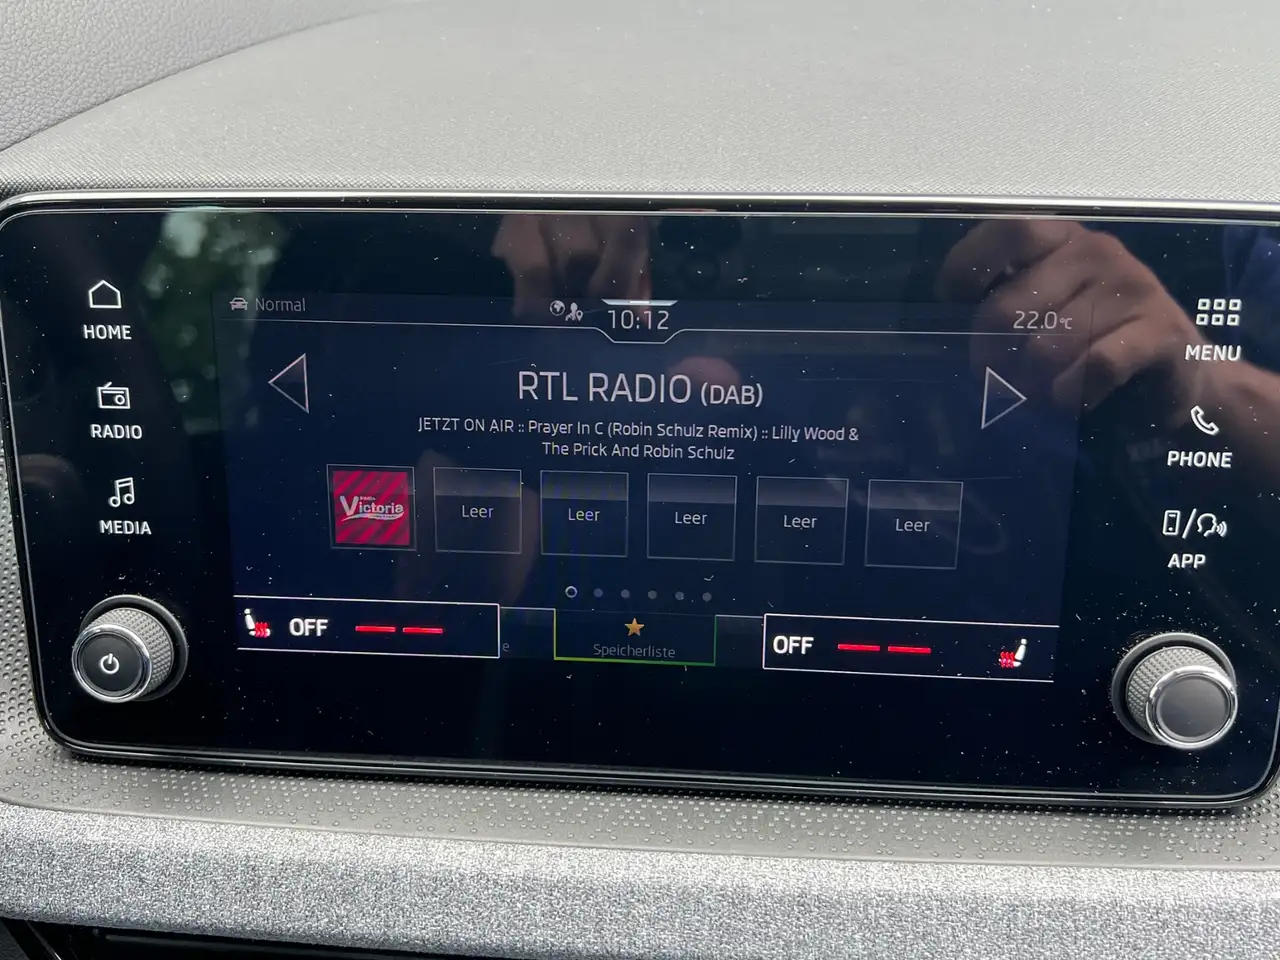 Normal
10:12
22.0°C
HOME
RADIO
MEDIA
MENU
PHONE
APP
RTL RADIO (DAB)
JETZT ON AIR :: Prayer In C (Robin Schulz Remix) :: Lilly Wood &
The Prick And Robin Schulz
Victoria
Leer
Leer
Leer
Leer
Leer
OFF
e
Speicherliste
OFF